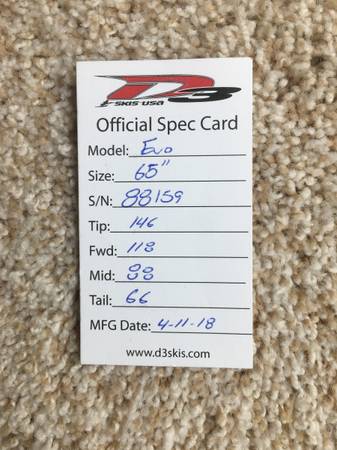 D3
SKIS USA
Official Spec Card
Model: Evo
Size: 65"
S/N: 88159
Tip: 146
Fwd: 118
Mid: 88
Tail: 66
MFG Date: 4-11-18
www.d3skis.com